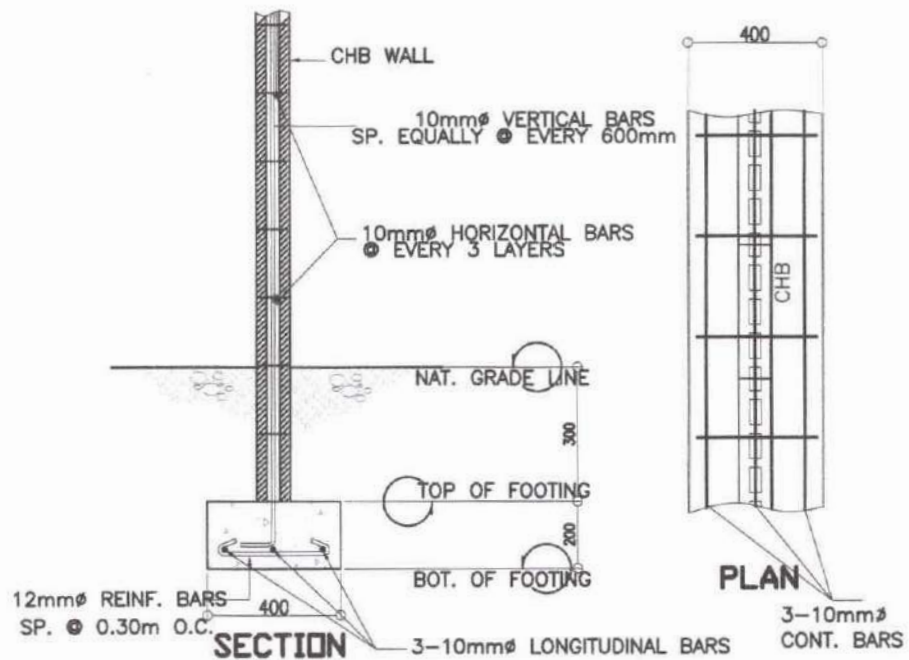 CHB WALL
10mmø VERTICAL BARS
SP. EQUALLY @ EVERY 600mm
10mmø HORIZONTAL BARS
@ EVERY 3 LAYERS
NAT. GRADE LINE
300
TOP OF FOOTING
200
BOT. OF FOOTING
12mmø REINF. BARS
SP. @ 0.30m O.C.
400
SECTION
3-10mmø LONGITUDINAL BARS
400
CHB
PLAN
3-10mmø
CONT. BARS